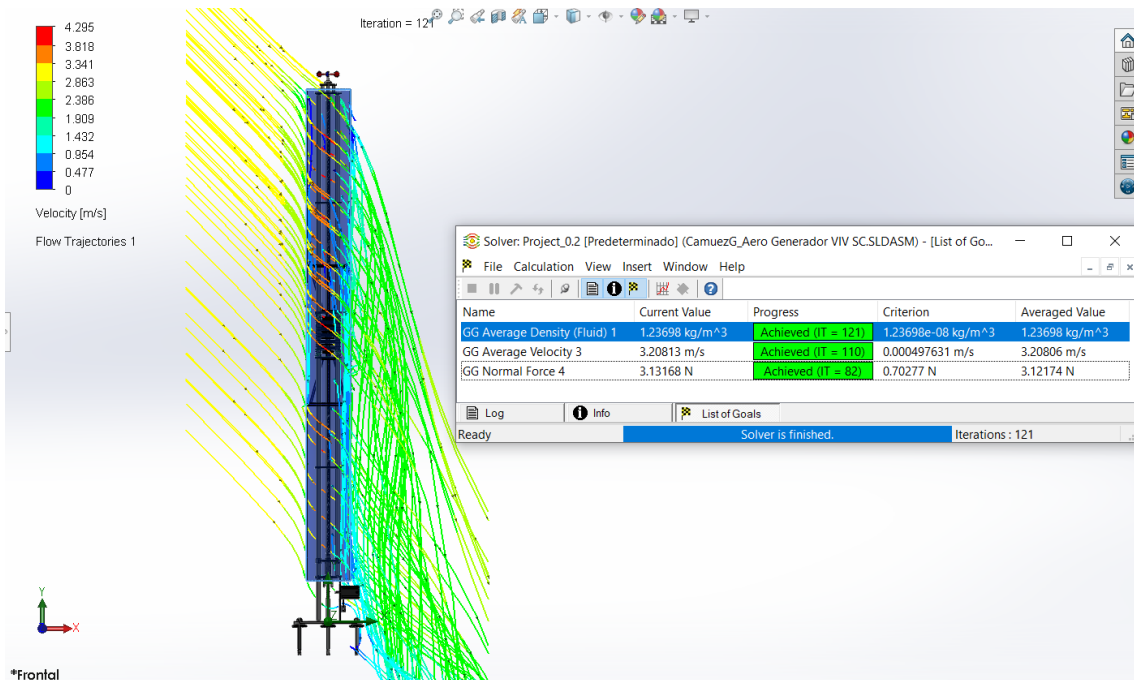 Iteration = 121
4.295
3.818
3.341
2.863
2.386
1.909
1.432
0.954
0.477
0
Velocity [m/s]
Flow Trajectories 1
Solver: Project_0.2 [Predeterminado] (CamuezG_Aero Generador VIV SC.SLDASM) - [List of Go...
File Calculation View Insert Window Help
Name Current Value Progress Criterion Averaged Value
GG Average Density (Fluid) 1 1.23698 kg/m^3 Achieved (IT = 121) 1.23698e-08 kg/m^3 1.23698 kg/m^3
GG Average Velocity 3 3.20813 m/s Achieved (IT = 110) 0.000497631 m/s 3.20806 m/s
GG Normal Force 4 3.13168 N Achieved (IT = 82) 0.70277 N 3.12174 N
Log Info List of Goals
Ready Solver is finished. Iterations : 121
Y
Z
X
*Frontal